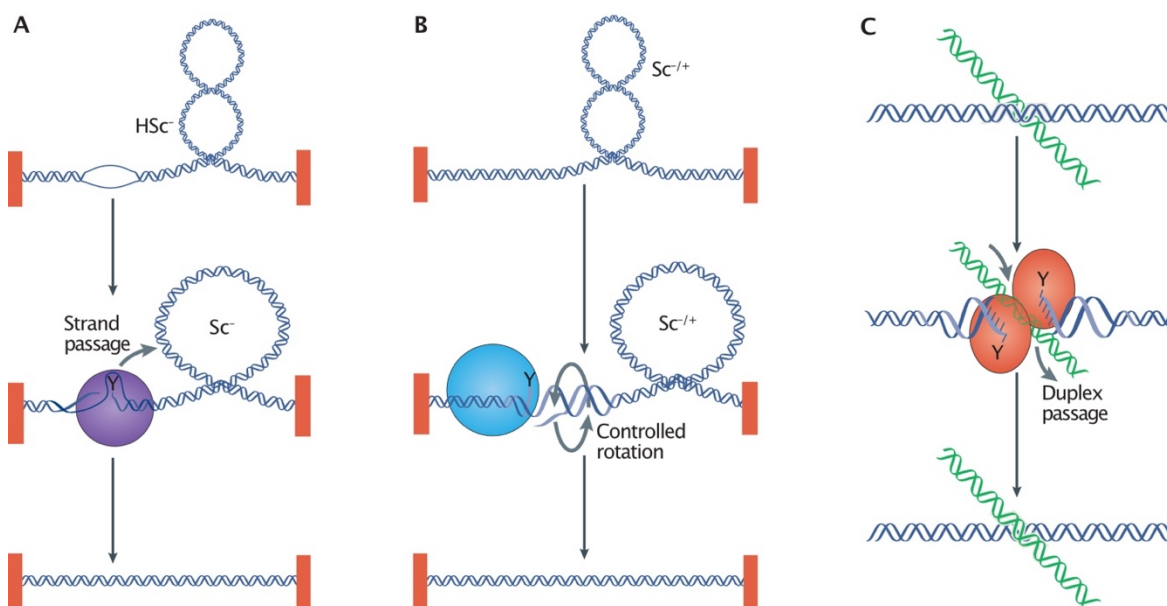 A
HSc⁻
Strand
passage
Sc⁻
Y
B
Sc⁻/⁺
Sc⁻/⁺
Y
Controlled
rotation
C
Y
Y
Duplex
passage